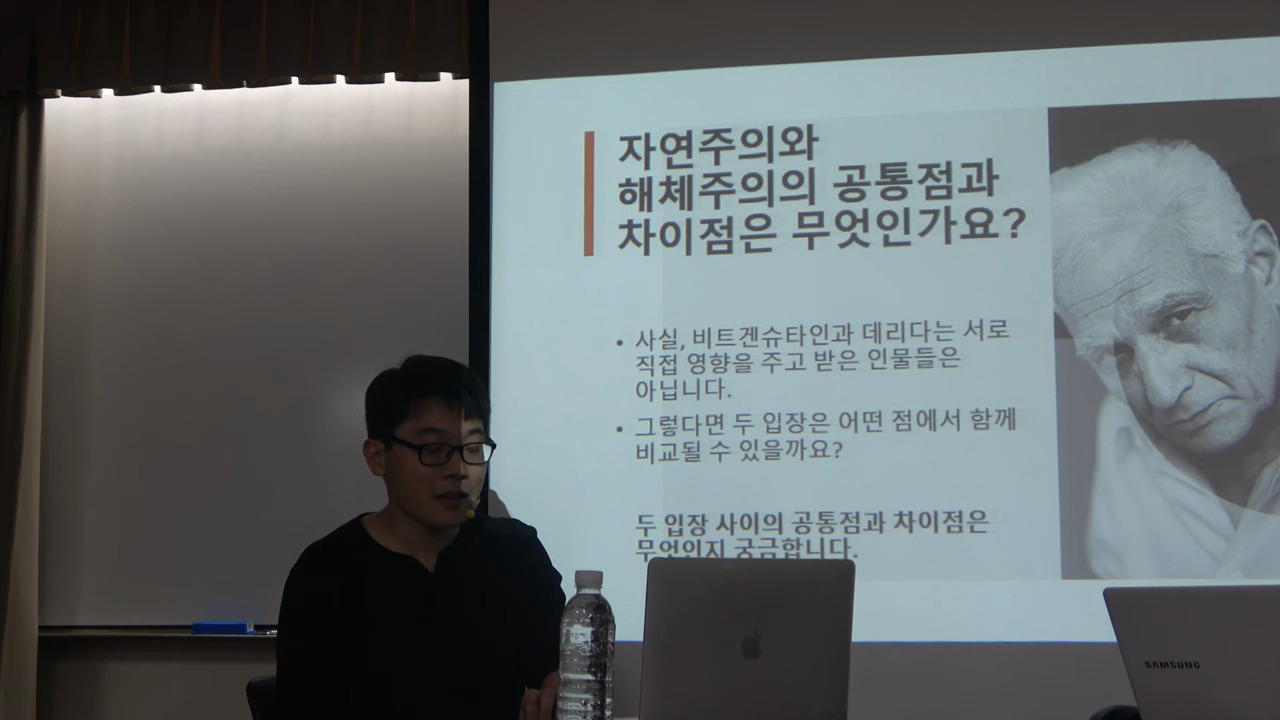 자연주의와
해체주의의 공통점과
차이점은 무엇인가요?
• 사실, 비트겐슈타인과 데리다는 서로
직접 영향을 주고 받은 인물들은
아닙니다.
• 그렇다면 두 입장은 어떤 점에서 함께
비교될 수 있을까요?
두 입장 사이의 공통점과 차이점은
무엇인지 궁금합니다.
SAMSUNG